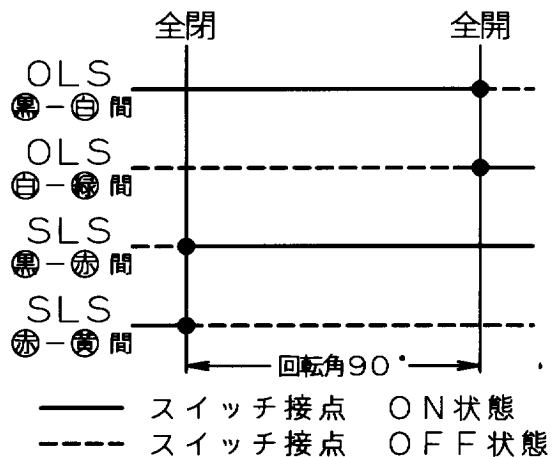 全閉 全開
OLS
黒－白 間
OLS
白－緑 間
SLS
黒－赤 間
SLS
赤－黄 間
回転角90°
スイッチ接点 ON状態
スイッチ接点 OFF状態